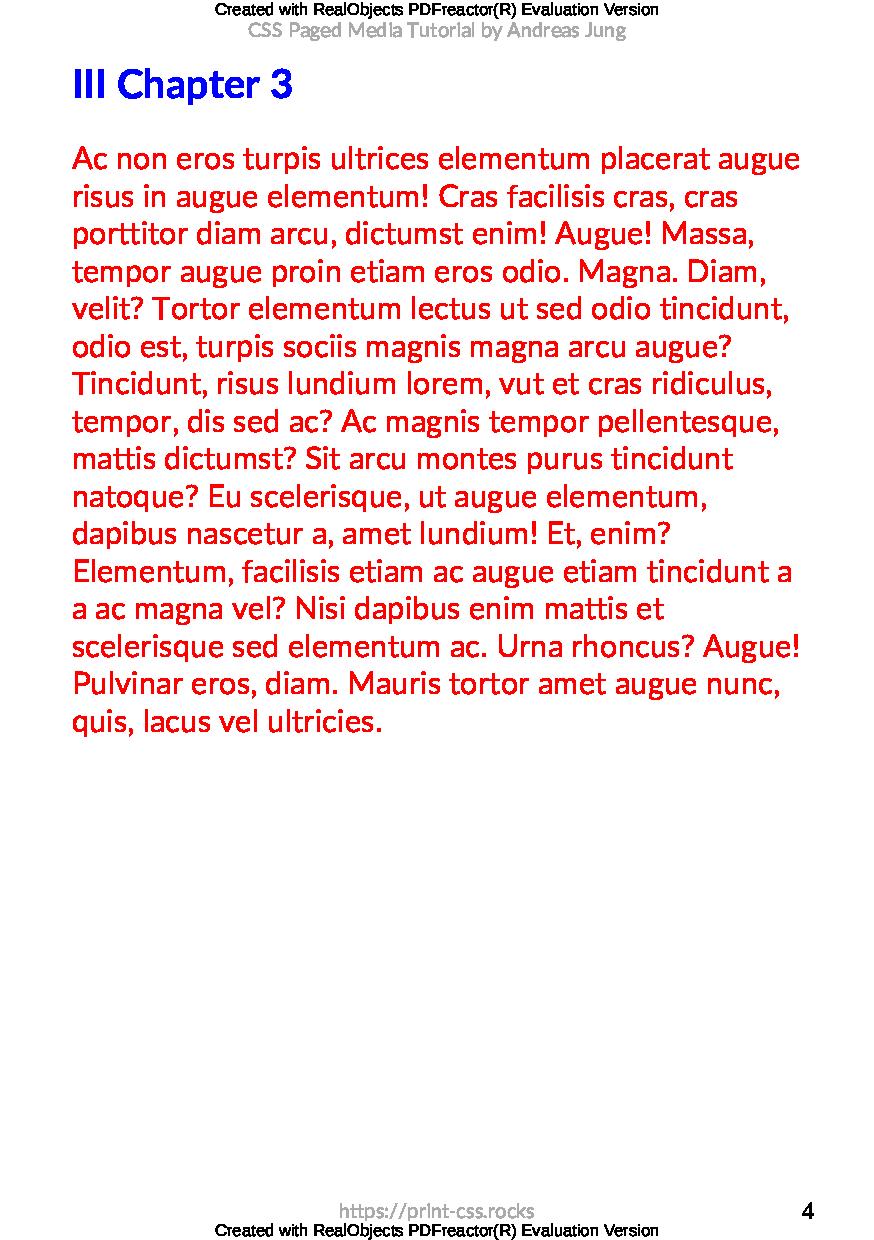 Created with RealObjects PDFreactor(R) Evaluation Version
CSS Paged Media Tutorial by Andreas Jung
III Chapter 3
Ac non eros turpis ultrices elementum placerat augue
risus in augue elementum! Cras facilisis cras, cras
porttitor diam arcu, dictumst enim! Augue! Massa,
tempor augue proin etiam eros odio. Magna. Diam,
velit? Tortor elementum lectus ut sed odio tincidunt,
odio est, turpis sociis magnis magna arcu augue?
Tincidunt, risus lundium lorem, vut et cras ridiculus,
tempor, dis sed ac? Ac magnis tempor pellentesque,
mattis dictumst? Sit arcu montes purus tincidunt
natoque? Eu scelerisque, ut augue elementum,
dapibus nascetur a, amet lundium! Et, enim?
Elementum, facilisis etiam ac augue etiam tincidunt a
a ac magna vel? Nisi dapibus enim mattis et
scelerisque sed elementum ac. Urna rhoncus? Augue!
Pulvinar eros, diam. Mauris tortor amet augue nunc,
quis, lacus vel ultricies.
https://print-css.rocks
4
Created with RealObjects PDFreactor(R) Evaluation Version